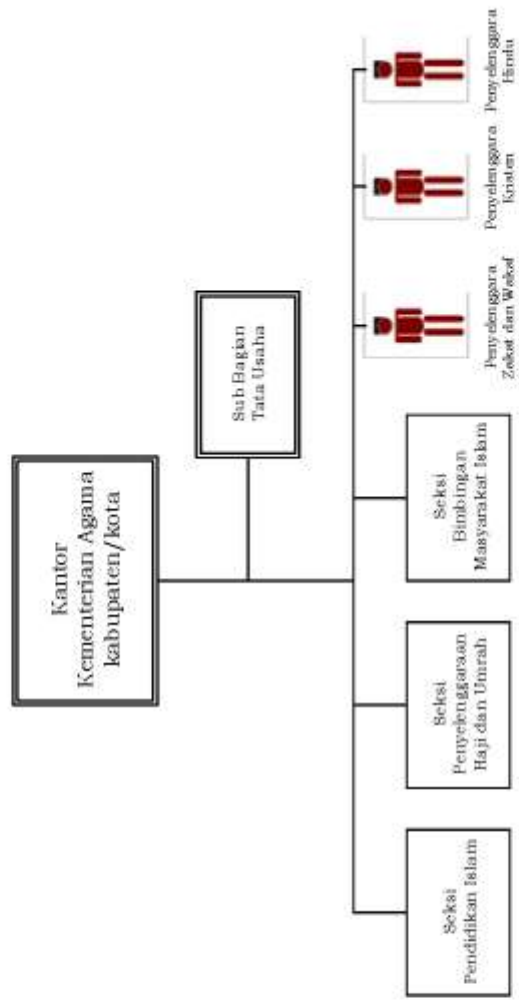 Kantor
Kementerian Agama
kabupaten/kota
Sub Bagian
Tata Usaha
Seksi
Pendidikan Islam
Seksi
Penyelenggaraan
Haji dan Umrah
Seksi
Bimbingan
Masyarakat Islam
Penyelenggara
Zakat dan Wakaf
Penyelenggara
Kristen
Penyelenggara
Hindu